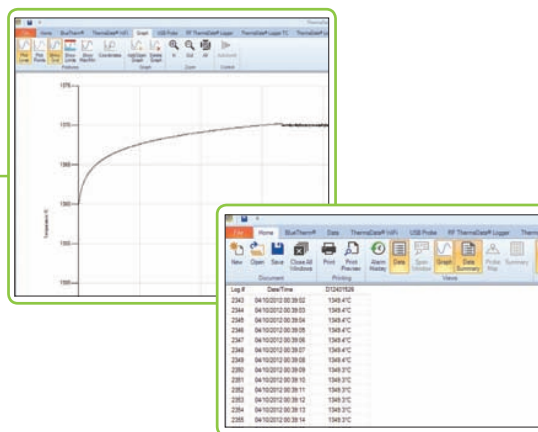 File Home BlueTherm® ThermaData® WiFi Graph USB Probe RF ThermaData® Logger ThermaData® Logger TC
Plot Lines Plot Points Show Grid Show Limits Show Max/Min Coordinates Add/Open Graph Delete Graph In Out All
Features Graph Zoom Control
File Home BlueTherm® Data ThermaData® WiFi USB Probe RF ThermaData® Logger
New Open Save Close All Windows Print Print Preview Alarm History Data Span Window Graph Data Summary Probe Map Summary
Document Printing Views
Log # Date/Time D12401526
2343 04/10/2012 00:39:02 1349.4°C
2344 04/10/2012 00:39:03 1349.4°C
2345 04/10/2012 00:39:04 1349.4°C
2346 04/10/2012 00:39:05 1349.4°C
2347 04/10/2012 00:39:06 1349.4°C
2348 04/10/2012 00:39:07 1349.4°C
2349 04/10/2012 00:39:08 1349.4°C
2350 04/10/2012 00:39:09 1349.3°C
2351 04/10/2012 00:39:10 1349.3°C
2352 04/10/2012 00:39:11 1349.3°C
2353 04/10/2012 00:39:12 1349.3°C
2354 04/10/2012 00:39:13 1349.3°C
2355 04/10/2012 00:39:14 1349.3°C